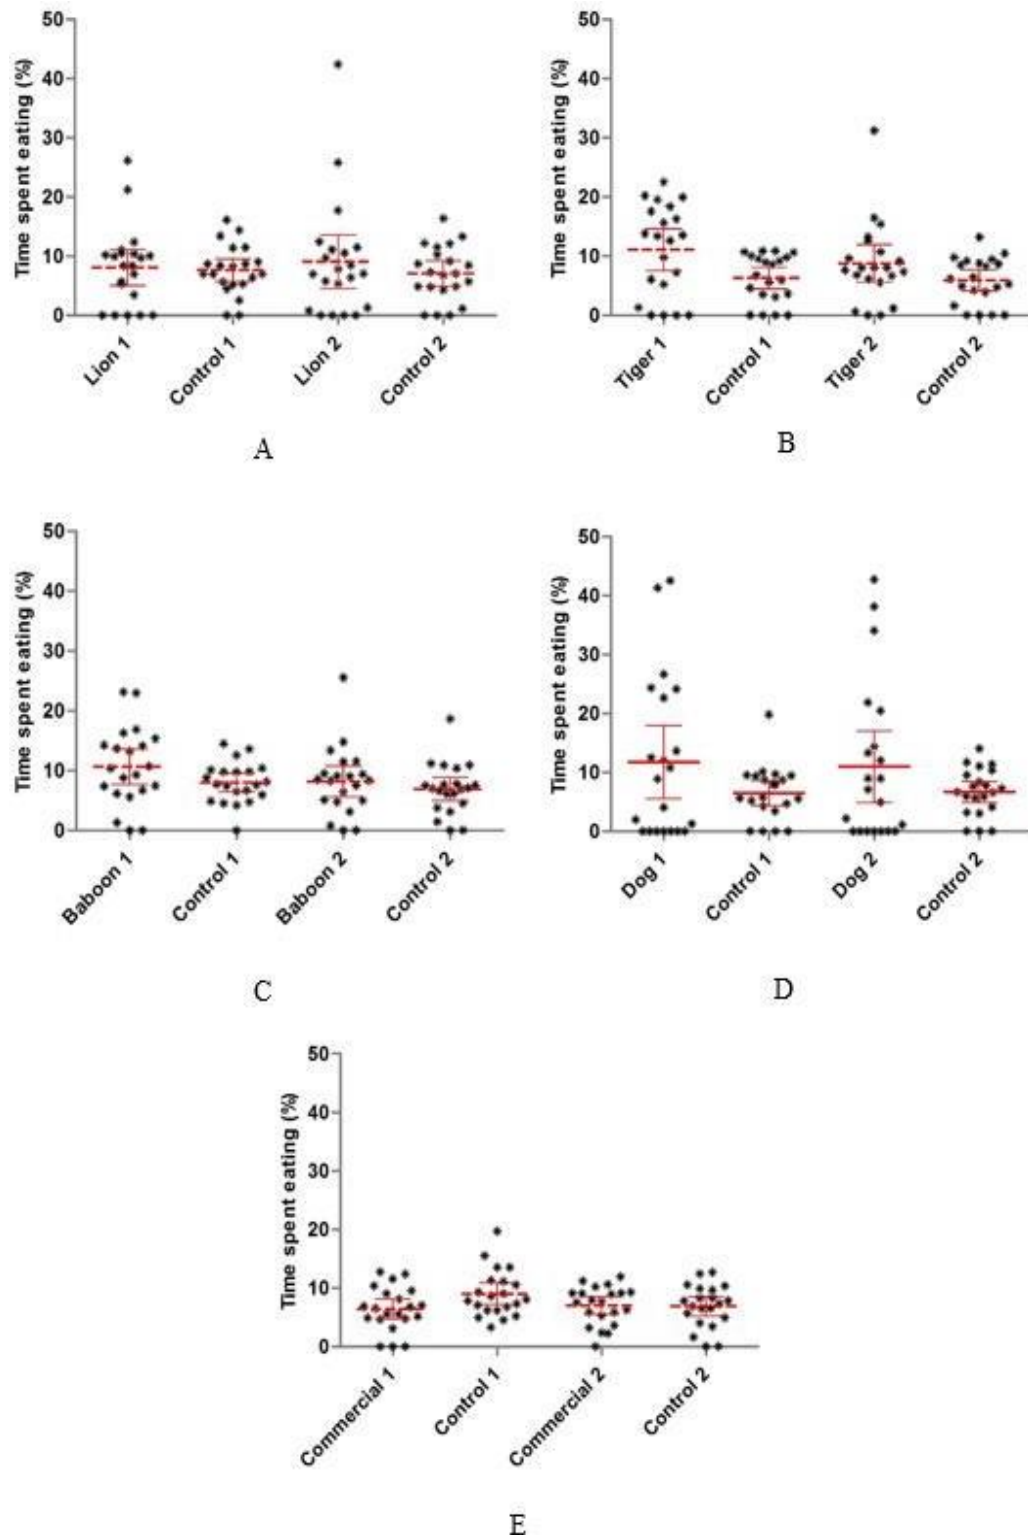 Time spent eating (%)
50
40
30
20
10
0
Lion 1
Control 1
Lion 2
Control 2
A
Time spent eating (%)
50
40
30
20
10
0
Tiger 1
Control 1
Tiger 2
Control 2
B
Time spent eating (%)
50
40
30
20
10
0
Baboon 1
Control 1
Baboon 2
Control 2
C
Time spent eating (%)
50
40
30
20
10
0
Dog 1
Control 1
Dog 2
Control 2
D
Time spent eating (%)
50
40
30
20
10
0
Commercial 1
Control 1
Commercial 2
Control 2
E